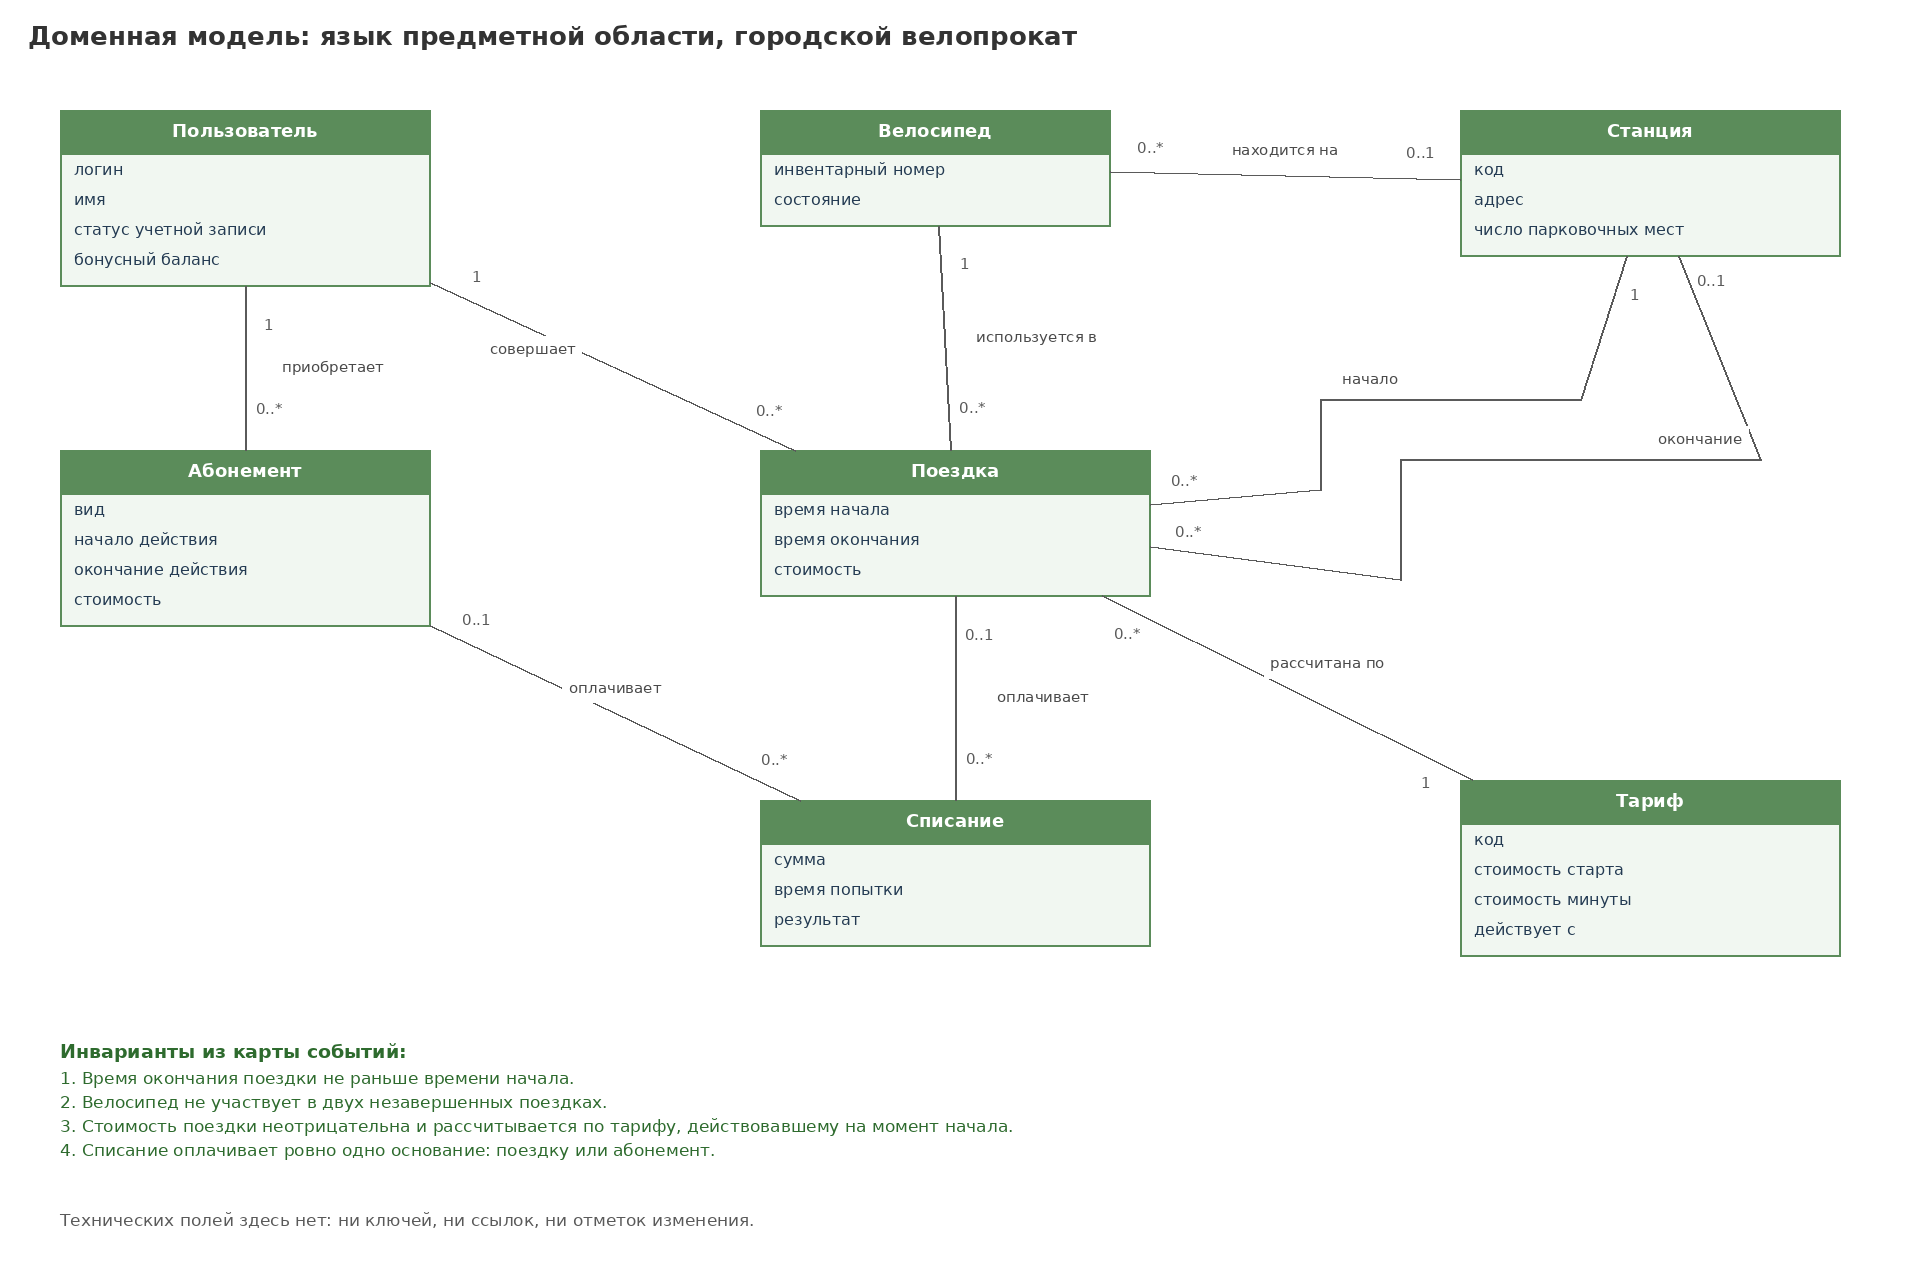 Доменная модель: язык предметной области, городской велопрокат
Пользователь
логин
имя
статус учетной записи
бонусный баланс
Велосипед
инвентарный номер
состояние
0..*
находится на
0..1
Станция
код
адрес
число парковочных мест
1
приобретает
0..*
1
совершает
0..*
1
используется в
0..*
1
начало
0..*
0..1
окончание
0..*
Абонемент
вид
начало действия
окончание действия
стоимость
Поездка
время начала
время окончания
стоимость
0..1
оплачивает
0..*
0..1
оплачивает
0..*
0..*
рассчитана по
1
Списание
сумма
время попытки
результат
Тариф
код
стоимость старта
стоимость минуты
действует с
Инварианты из карты событий:
1. Время окончания поездки не раньше времени начала.
2. Велосипед не участвует в двух незавершенных поездках.
3. Стоимость поездки неотрицательна и рассчитывается по тарифу, действовавшему на момент начала.
4. Списание оплачивает ровно одно основание: поездку или абонемент.
Технических полей здесь нет: ни ключей, ни ссылок, ни отметок изменения.